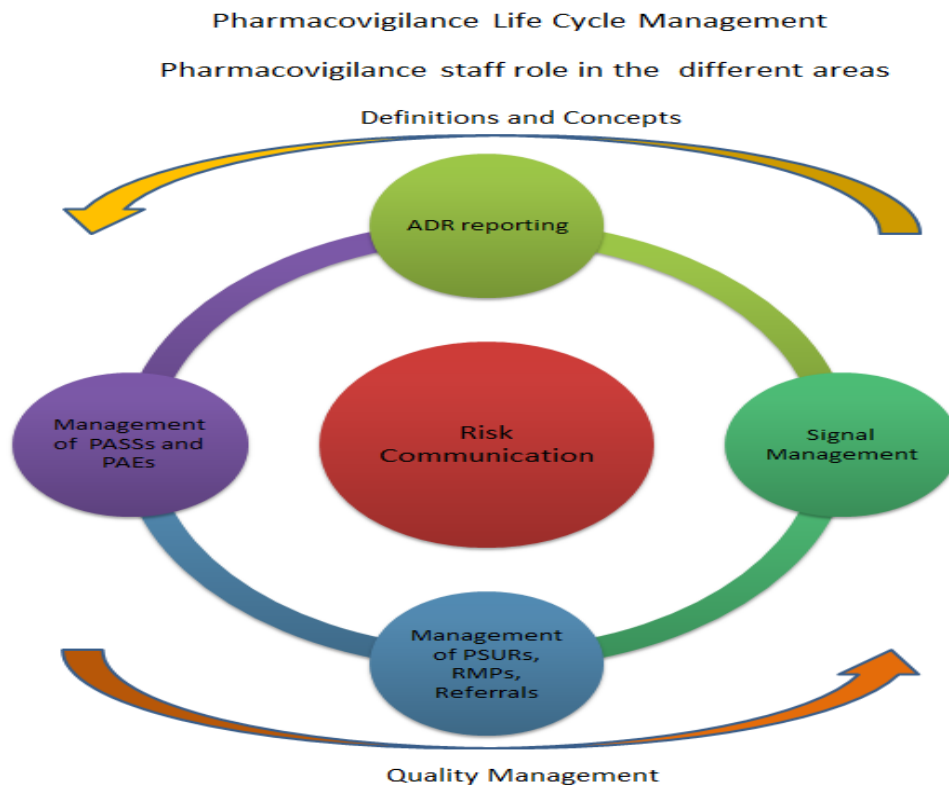 Pharmacovigilance Life Cycle Management
Pharmacovigilance staff role in the different areas
Definitions and Concepts
ADR reporting
Management
of PASSs and
PAEs
Risk
Communication
Signal
Management
Management
of PSURs,
RMPs,
Referrals
Quality Management